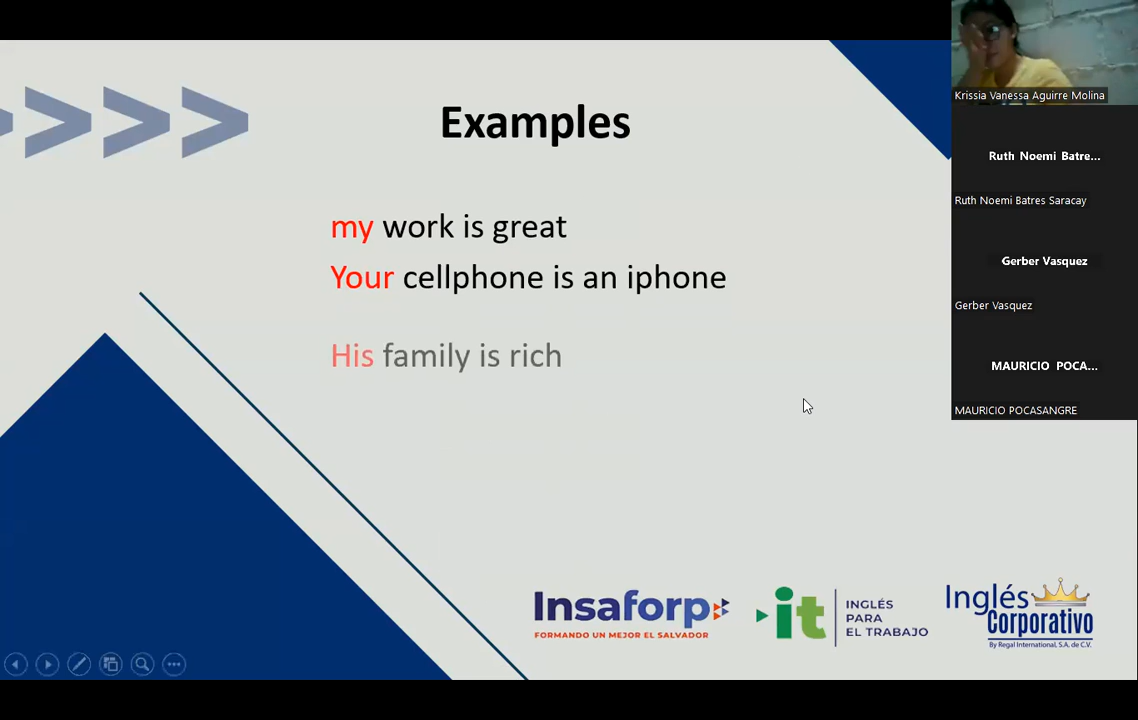 Examples
my work is great
Your cellphone is an iphone
His family is rich
Krissia Vanessa Aguirre Molina
Ruth Noemi Batre...
Ruth Noemi Batres Saracay
Gerber Vasquez
Gerber Vasquez
MAURICIO POCA...
MAURICIO POCASANGRE
Insaforp
FORMANDO UN MEJOR EL SALVADOR
it
INGLÉS
PARA
EL TRABAJO
Inglés
Corporativo
By Regal International, S.A. de C.V.